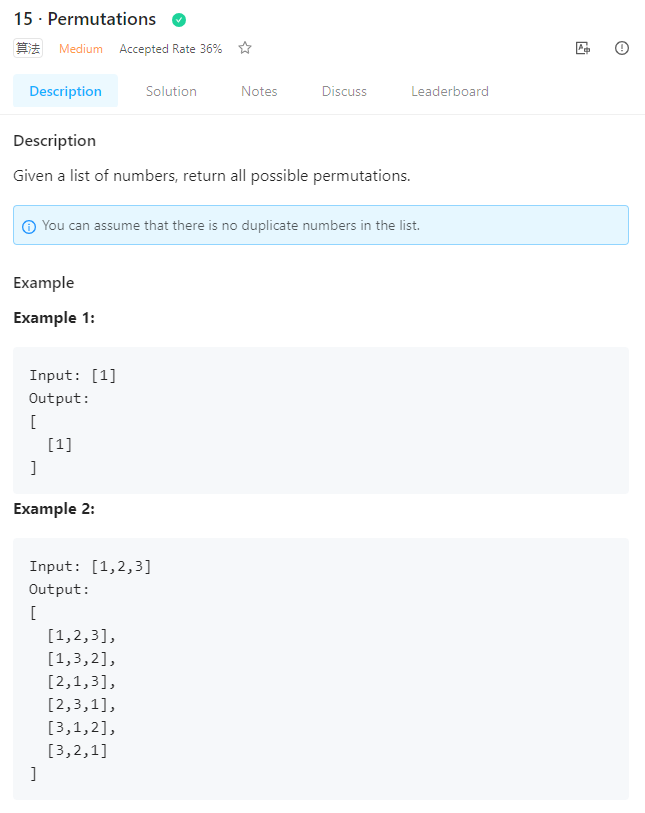 15 · Permutations
算法 Medium Accepted Rate 36%
Description Solution Notes Discuss Leaderboard
Description
Given a list of numbers, return all possible permutations.
You can assume that there is no duplicate numbers in the list.
Example
Example 1:
Input: [1]
Output:
[
  [1]
]
Example 2:
Input: [1,2,3]
Output:
[
  [1,2,3],
  [1,3,2],
  [2,1,3],
  [2,3,1],
  [3,1,2],
  [3,2,1]
]